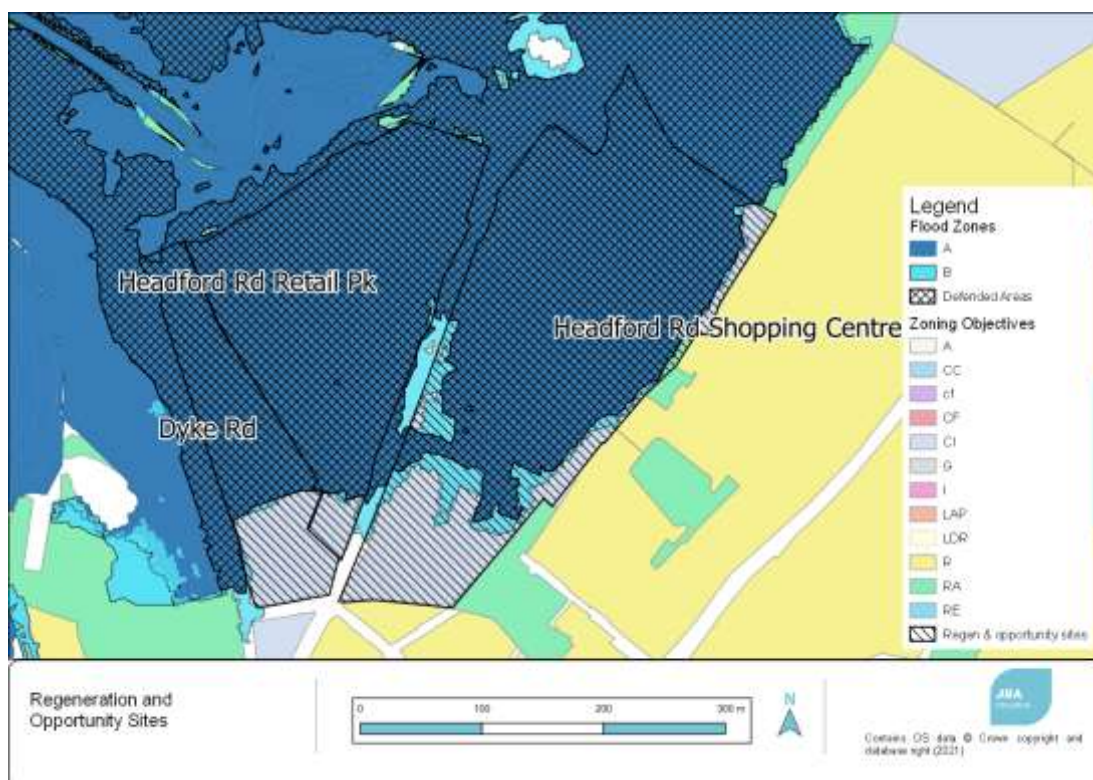 Headford Rd Retail Pk
Headford Rd Shopping Centre
Dyke Rd
Legend
Flood Zones
A
B
Defended Areas
Zoning Objectives
A
CC
cf
CF
CI
G
I
LAP
LDR
R
RA
RE
Regen & opportunity sites
Regeneration and
Opportunity Sites
0 100 200 300 m
N
JBA
Contains OS data © Crown copyright and
database right (2021)